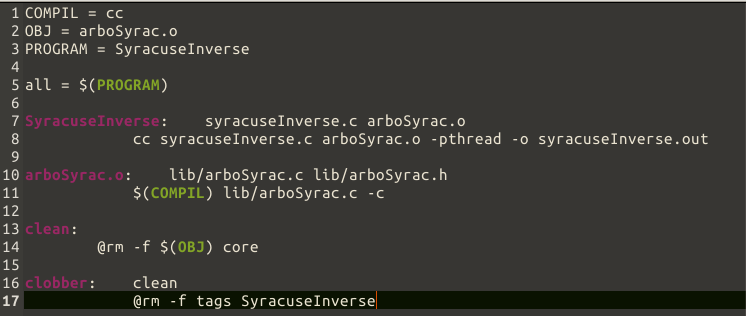 1 COMPIL = cc
2 OBJ = arboSyrac.o
3 PROGRAM = SyracuseInverse
4
5 all = $(PROGRAM)
6
7 SyracuseInverse:    syracuseInverse.c arboSyrac.o
8             cc syracuseInverse.c arboSyrac.o -pthread -o syracuseInverse.out
9
10 arboSyrac.o:    lib/arboSyrac.c lib/arboSyrac.h
11             $(COMPIL) lib/arboSyrac.c -c
12
13 clean:
14         @rm -f $(OBJ) core
15
16 clobber:    clean
17             @rm -f tags SyracuseInverse